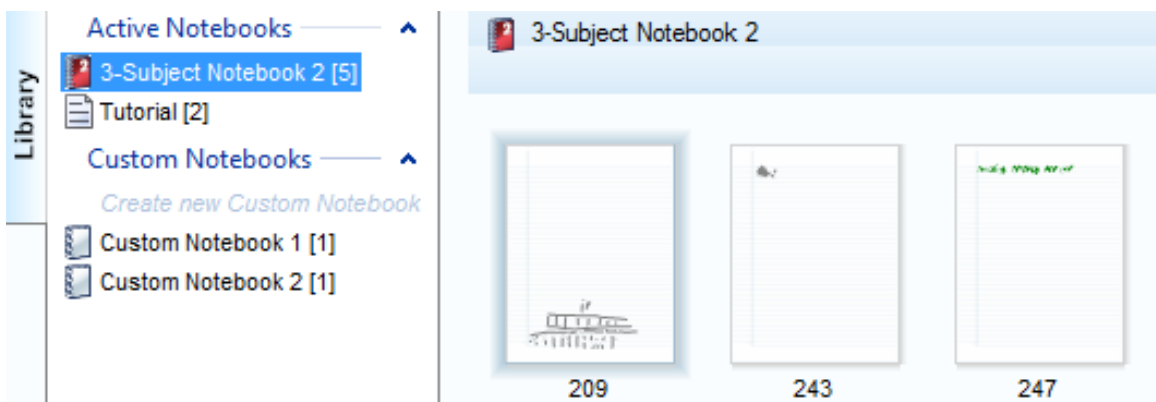 Library
Active Notebooks
3-Subject Notebook 2 [5]
Tutorial [2]
Custom Notebooks
Create new Custom Notebook
Custom Notebook 1 [1]
Custom Notebook 2 [1]
3-Subject Notebook 2
209
243
247